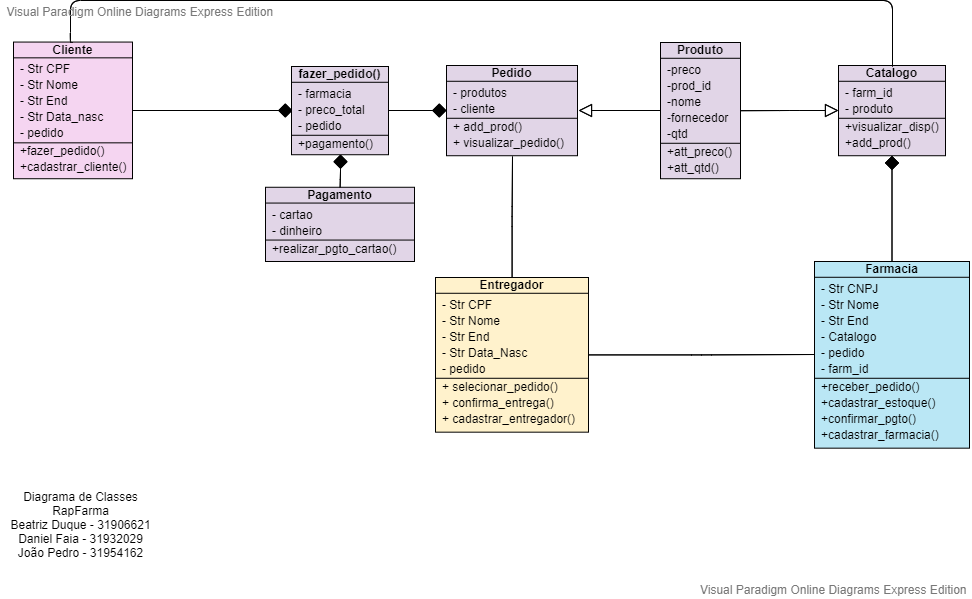 Visual Paradigm Online Diagrams Express Edition
Cliente
- Str CPF
- Str Nome
- Str End
- Str Data_nasc
- pedido
+fazer_pedido()
+cadastrar_cliente()
fazer_pedido()
- farmacia
- preco_total
- pedido
+pagamento()
Pedido
- produtos
- cliente
+ add_prod()
+ visualizar_pedido()
Produto
-preco
-prod_id
-nome
-fornecedor
-qtd
+att_preco()
+att_qtd()
Catalogo
- farm_id
- produto
+visualizar_disp()
+add_prod()
Pagamento
- cartao
- dinheiro
+realizar_pgto_cartao()
Entregador
- Str CPF
- Str Nome
- Str End
- Str Data_Nasc
- pedido
+ selecionar_pedido()
+ confirma_entrega()
+ cadastrar_entregador()
Farmacia
- Str CNPJ
- Str Nome
- Str End
- Catalogo
- pedido
- farm_id
+receber_pedido()
+cadastrar_estoque()
+confirmar_pgto()
+cadastrar_farmacia()
Diagrama de Classes
RapFarma
Beatriz Duque - 31906621
Daniel Faia - 31932029
João Pedro - 31954162
Visual Paradigm Online Diagrams Express Edition